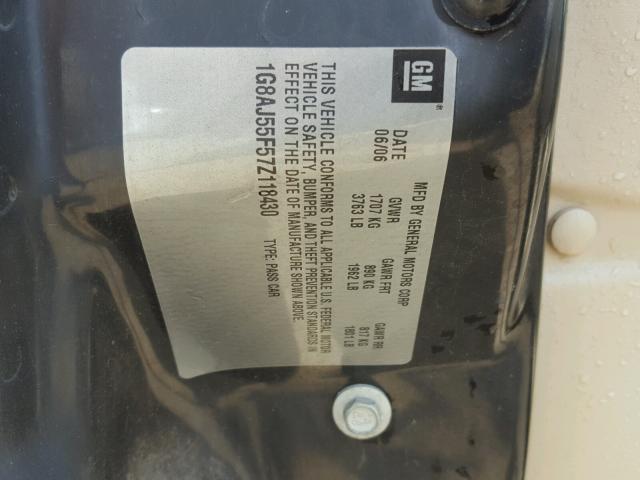 GM
MFD BY GENERAL MOTORS CORP
DATE GVWR GAWR FRT GAWR RR
06/06 1707 KG 890 KG 817 KG
3763 LB 1962 LB 1801 LB
THIS VEHICLE CONFORMS TO ALL APPLICABLE U.S. FEDERAL MOTOR
VEHICLE SAFETY, BUMPER, AND THEFT PREVENTION STANDARDS IN
EFFECT ON THE DATE OF MANUFACTURE SHOWN ABOVE.
1G8AJ55F57Z118430 TYPE: PASS CAR